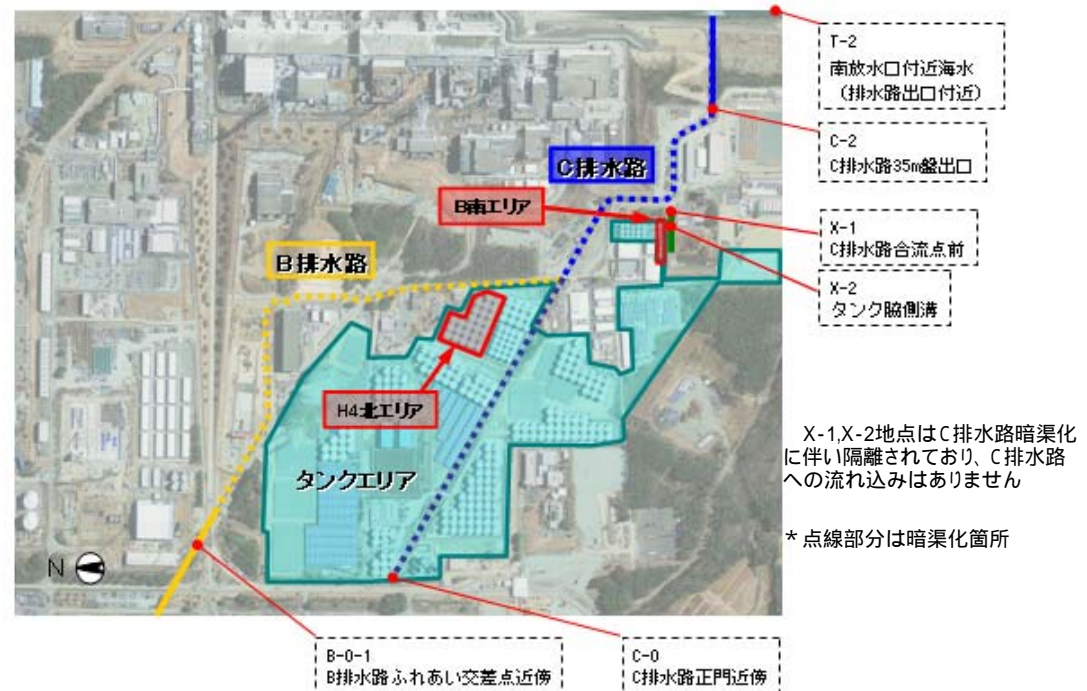 T-2
南放水口付近海水
（排水路出口付近）
C-2
C排水路35m盤出口
C排水路
B南エリア
X-1
C排水路合流点前
B排水路
X-2
タンク脇側溝
H4北エリア
タンクエリア
X-1,X-2地点はC排水路暗渠化
に伴い隔離されており、C排水路
への流れ込みはありません
N
＊点線部分は暗渠化箇所
B-0-1
B排水路ふれあい交差点近傍
C-0
C排水路正門近傍